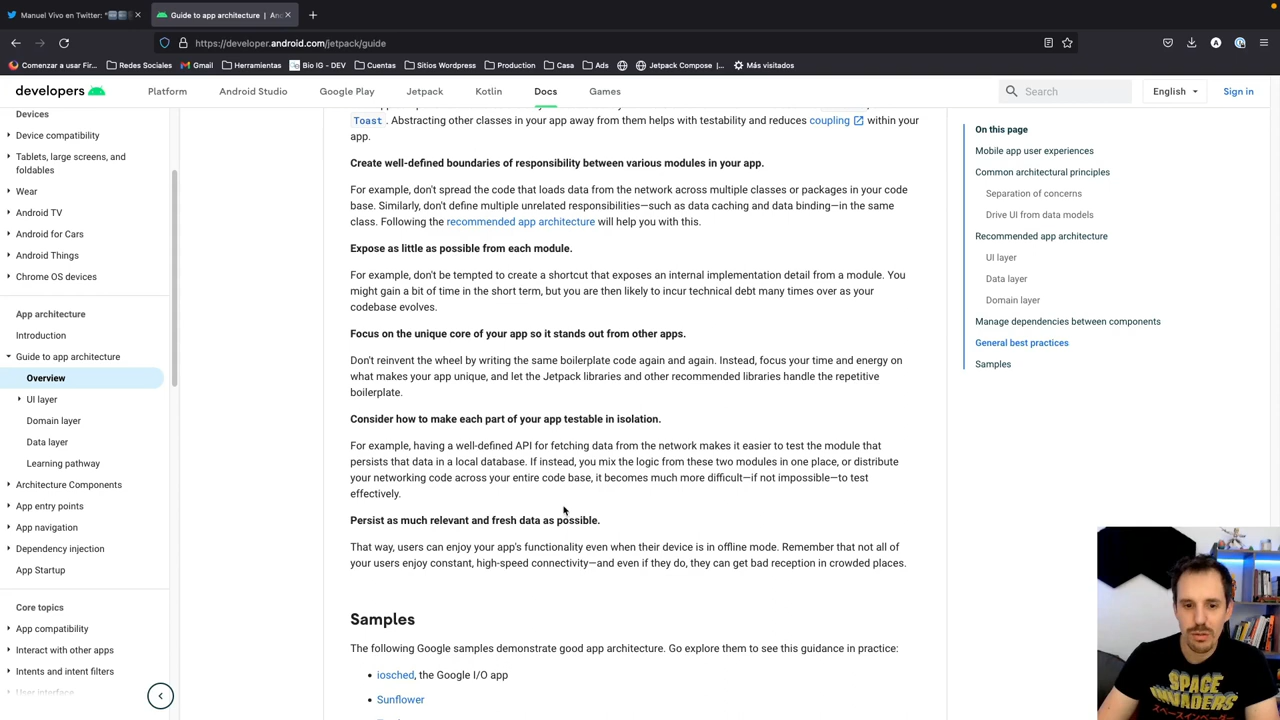 Manuel Vivo en Twitter: "
Guide to app architecture | And
https://developer.android.com/jetpack/guide
Comenzar a usar Fir...
Redes Sociales
Gmail
Herramientas
Bio IG - DEV
Cuentas
Sitios Wordpress
Production
Casa
Ads
Jetpack Compose |...
Más visitados
developers
Platform
Android Studio
Google Play
Jetpack
Kotlin
Docs
Games
Search
English
Sign in
Devices
Device compatibility
Tablets, large screens, and
foldables
Wear
Android TV
Android for Cars
Android Things
Chrome OS devices
App architecture
Introduction
Guide to app architecture
Overview
UI layer
Domain layer
Data layer
Learning pathway
Architecture Components
App entry points
App navigation
Dependency injection
App Startup
Core topics
App compatibility
Interact with other apps
Intents and intent filters
User interface
Toast. Abstracting other classes in your app away from them helps with testability and reduces coupling within your
app.
Create well-defined boundaries of responsibility between various modules in your app.
For example, don't spread the code that loads data from the network across multiple classes or packages in your code
base. Similarly, don't define multiple unrelated responsibilities—such as data caching and data binding—in the same
class. Following the recommended app architecture will help you with this.
Expose as little as possible from each module.
For example, don't be tempted to create a shortcut that exposes an internal implementation detail from a module. You
might gain a bit of time in the short term, but you are then likely to incur technical debt many times over as your
codebase evolves.
Focus on the unique core of your app so it stands out from other apps.
Don't reinvent the wheel by writing the same boilerplate code again and again. Instead, focus your time and energy on
what makes your app unique, and let the Jetpack libraries and other recommended libraries handle the repetitive
boilerplate.
Consider how to make each part of your app testable in isolation.
For example, having a well-defined API for fetching data from the network makes it easier to test the module that
persists that data in a local database. If instead, you mix the logic from these two modules in one place, or distribute
your networking code across your entire code base, it becomes much more difficult—if not impossible—to test
effectively.
Persist as much relevant and fresh data as possible.
That way, users can enjoy your app's functionality even when their device is in offline mode. Remember that not all of
your users enjoy constant, high-speed connectivity—and even if they do, they can get bad reception in crowded places.
Samples
The following Google samples demonstrate good app architecture. Go explore them to see this guidance in practice:
iosched, the Google I/O app
Sunflower
On this page
Mobile app user experiences
Common architectural principles
Separation of concerns
Drive UI from data models
Recommended app architecture
UI layer
Data layer
Domain layer
Manage dependencies between components
General best practices
Samples
SPACE
INVADERS